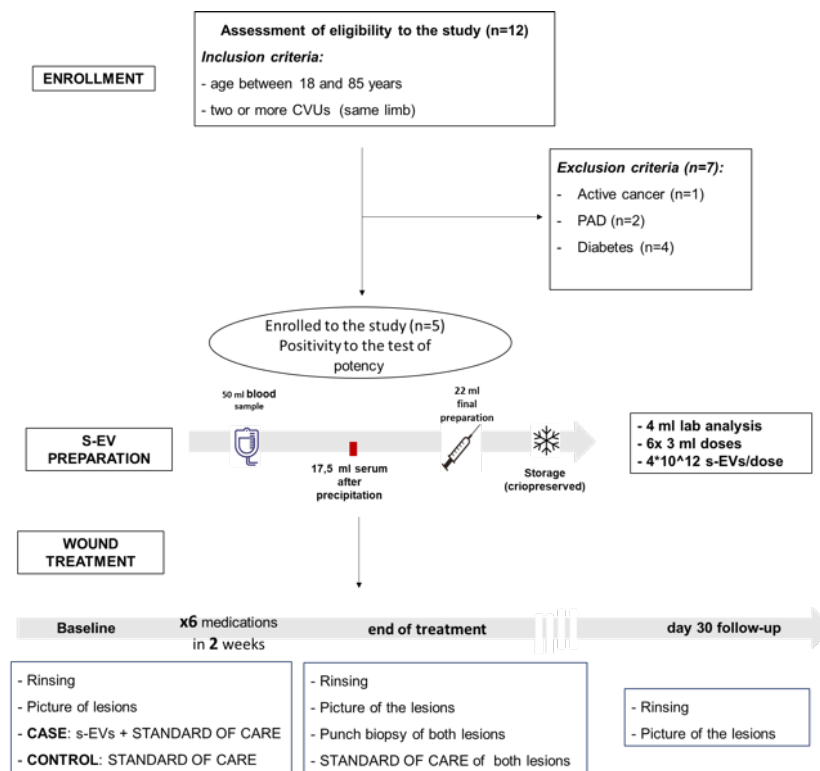 Assessment of eligibility to the study (n=12)
Inclusion criteria:
- age between 18 and 85 years
- two or more CVUs (same limb)
ENROLLMENT
Exclusion criteria (n=7):
- Active cancer (n=1)
- PAD (n=2)
- Diabetes (n=4)
Enrolled to the study (n=5)
Positivity to the test of
potency
50 ml blood
sample
22 ml
final
preparation
S-EV
PREPARATION
17,5 ml serum
after
precipitation
Storage
(criopreserved)
- 4 ml lab analysis
- 6x 3 ml doses
- 4*10^12 s-EVs/dose
WOUND
TREATMENT
Baseline
x6 medications
in 2 weeks
end of treatment
day 30 follow-up
- Rinsing
- Picture of lesions
- CASE: s-EVs + STANDARD OF CARE
- CONTROL: STANDARD OF CARE
- Rinsing
- Picture of the lesions
- Punch biopsy of both lesions
- STANDARD OF CARE of both lesions
- Rinsing
- Picture of the lesions